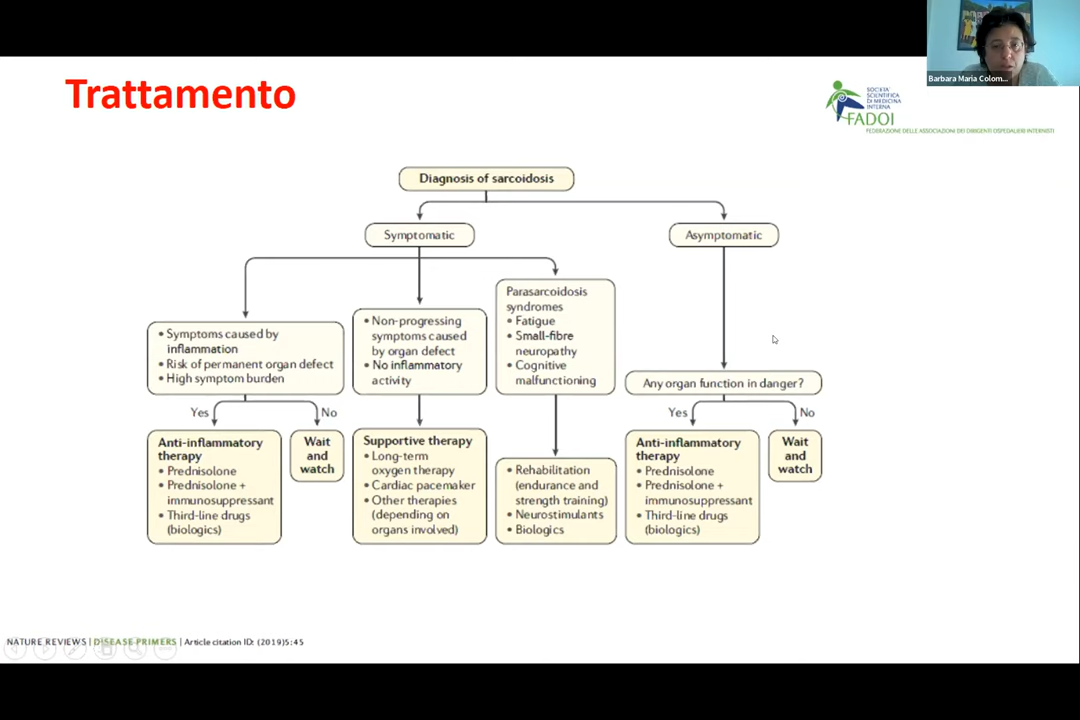 Barbara Maria Colom...
Trattamento
SOCIETÀ
SCIENTIFICA
DI MEDICINA
INTERNA
FADOI
FEDERAZIONE DELLE ASSOCIAZIONI DEI DIRIGENTI OSPEDALIERI INTERNISTI
Diagnosis of sarcoidosis
Symptomatic
Asymptomatic
• Symptoms caused by
inflammation
• Risk of permanent organ defect
• High symptom burden
• Non-progressing
symptoms caused
by organ defect
• No inflammatory
activity
Parasarcoidosis
syndromes
• Fatigue
• Small-fibre
neuropathy
• Cognitive
malfunctioning
Any organ function in danger?
Yes
No
Yes
No
Anti-inflammatory
therapy
• Prednisolone
• Prednisolone +
immunosuppressant
• Third-line drugs
(biologics)
Wait
and
watch
Supportive therapy
• Long-term
oxygen therapy
• Cardiac pacemaker
• Other therapies
(depending on
organs involved)
• Rehabilitation
(endurance and
strength training)
• Neurostimulants
• Biologics
Anti-inflammatory
therapy
• Prednisolone
• Prednisolone +
immunosuppressant
• Third-line drugs
(biologics)
Wait
and
watch
NATURE REVIEWS | DISEASE PRIMERS | Article citation ID: (2019)5:45